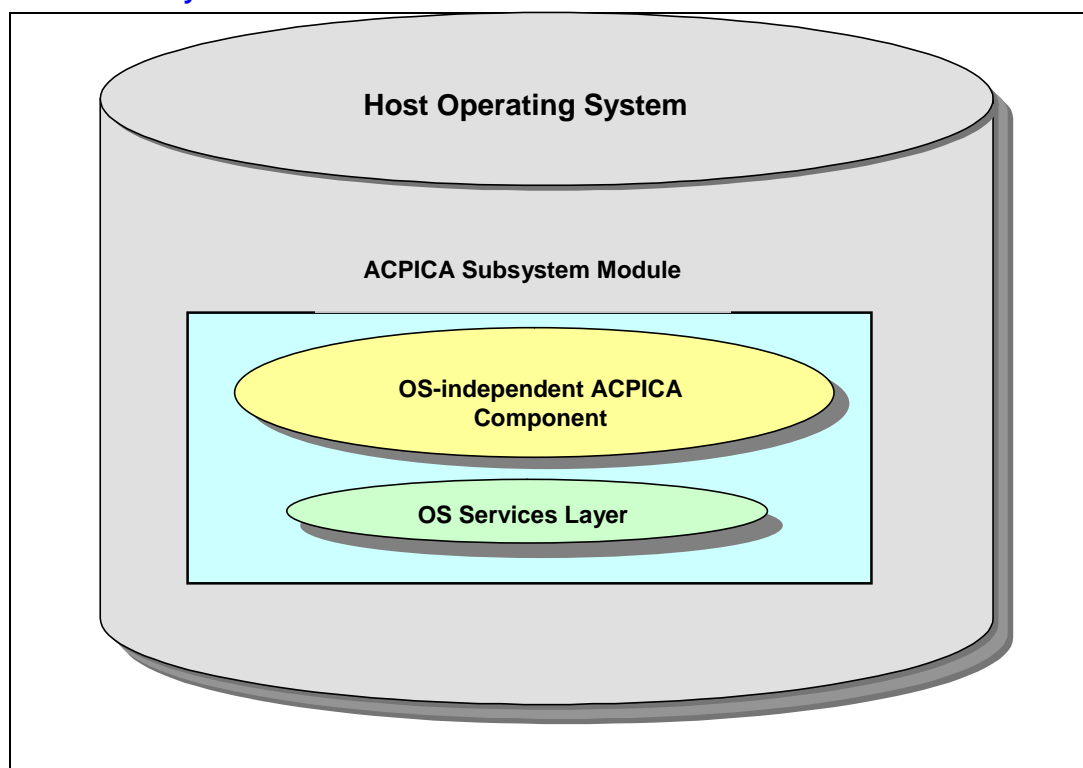 Host Operating System
ACPICA Subsystem Module
OS-independent ACPICA
Component
OS Services Layer